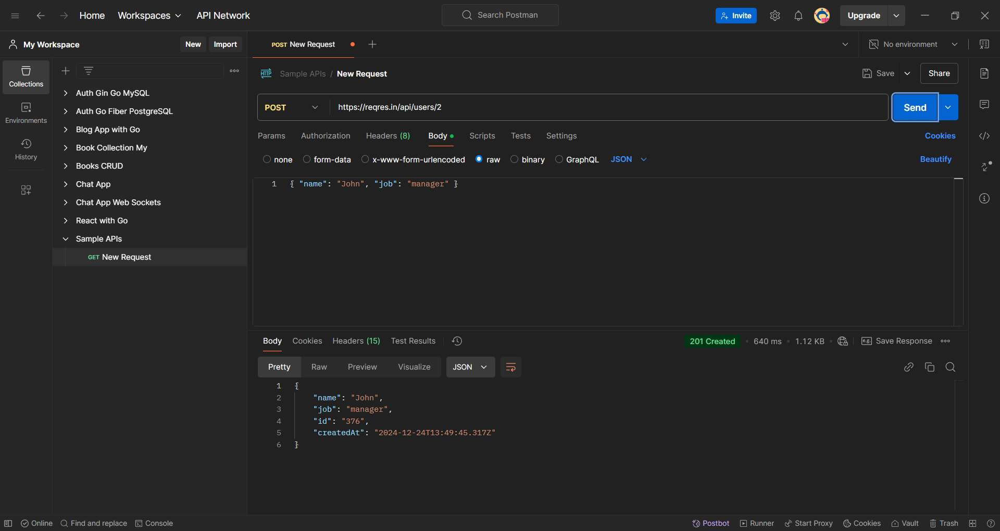 Home Workspaces API Network Search Postman Invite Upgrade
My Workspace New Import POST New Request No environment
Collections
Environments
History
Auth Gin Go MySQL
Auth Go Fiber PostgreSQL
Blog App with Go
Book Collection My
Books CRUD
Chat App
Chat App Web Sockets
React with Go
Sample APIs
GET New Request
HTTP Sample APIs / New Request Save Share
POST https://reqres.in/api/users/2 Send
Params Authorization Headers (8) Body Scripts Tests Settings Cookies
none form-data x-www-form-urlencoded raw binary GraphQL JSON Beautify
1 { "name": "John", "job": "manager" }
Body Cookies Headers (15) Test Results 201 Created 640 ms 1.12 KB e.g. Save Response
Pretty Raw Preview Visualize JSON
1 {
2 "name": "John",
3 "job": "manager",
4 "id": "376",
5 "createdAt": "2024-12-24T13:49:45.317Z"
6 }
Online Find and replace Console Postbot Runner Start Proxy Cookies Vault Trash